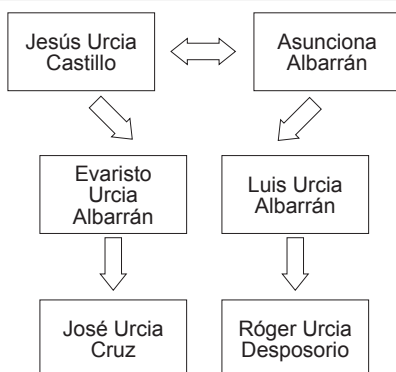 Jesús Urcia
Castillo
Asunciona
Albarrán
Evaristo
Urcia
Albarrán
Luis Urcia
Albarrán
José Urcia
Cruz
Róger Urcia
Desposorio